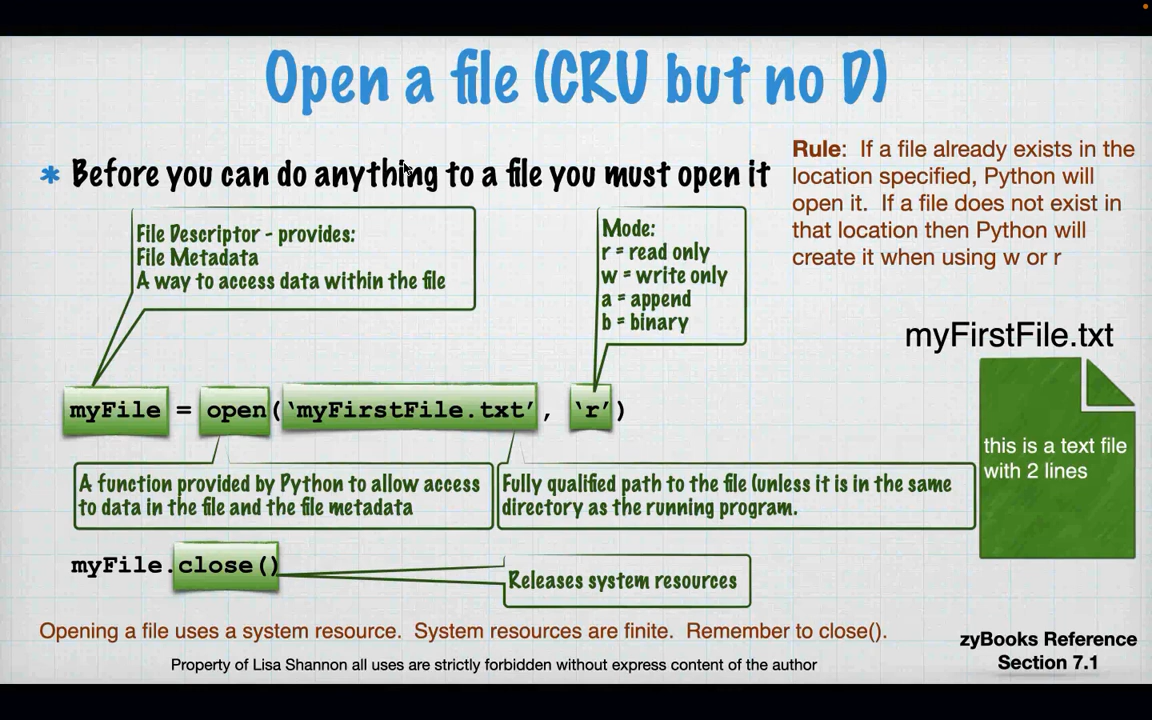 Open a file (CRU but no D)
* Before you can do anything to a file you must open it
Rule: If a file already exists in the
location specified, Python will
open it. If a file does not exist in
that location then Python will
create it when using w or r
File Descriptor - provides:
File Metadata
A way to access data within the file
Mode:
r = read only
w = write only
a = append
b = binary
myFirstFile.txt
this is a text file
with 2 lines
myFile = open(‘myFirstFile.txt’, ‘r’)
A function provided by Python to allow access
to data in the file and the file metadata
Fully qualified path to the file (unless it is in the same
directory as the running program.
myFile.close()
Releases system resources
Opening a file uses a system resource. System resources are finite. Remember to close().
zyBooks Reference
Section 7.1
Property of Lisa Shannon all uses are strictly forbidden without express content of the author